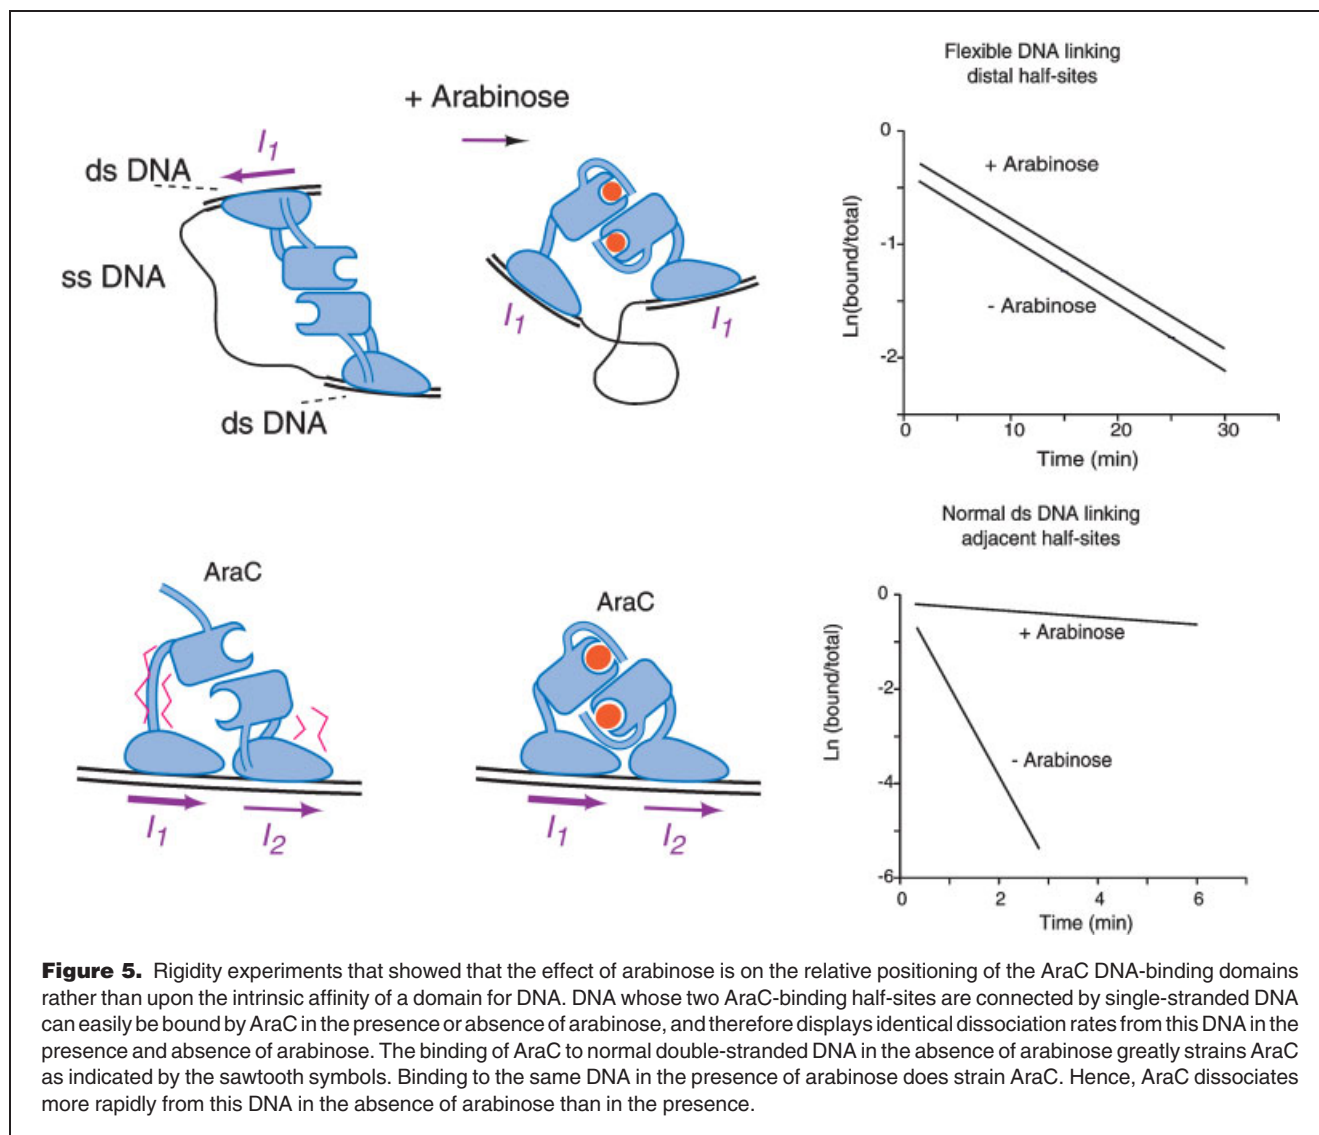 + Arabinose
I1
ds DNA
ss DNA
ds DNA
I1
I1
Flexible DNA linking
distal half-sites
0
-1
-2
Ln(bound/total)
+ Arabinose
- Arabinose
0
10
20
30
Time (min)
AraC
I1
I2
AraC
I1
I2
Normal ds DNA linking
adjacent half-sites
0
-2
-4
-6
Ln (bound/total)
+ Arabinose
- Arabinose
0
2
4
6
Time (min)
Figure 5. Rigidity experiments that showed that the effect of arabinose is on the relative positioning of the AraC DNA-binding domains
rather than upon the intrinsic affinity of a domain for DNA. DNA whose two AraC-binding half-sites are connected by single-stranded DNA
can easily be bound by AraC in the presence or absence of arabinose, and therefore displays identical dissociation rates from this DNA in the
presence and absence of arabinose. The binding of AraC to normal double-stranded DNA in the absence of arabinose greatly strains AraC
as indicated by the sawtooth symbols. Binding to the same DNA in the presence of arabinose does strain AraC. Hence, AraC dissociates
more rapidly from this DNA in the absence of arabinose than in the presence.